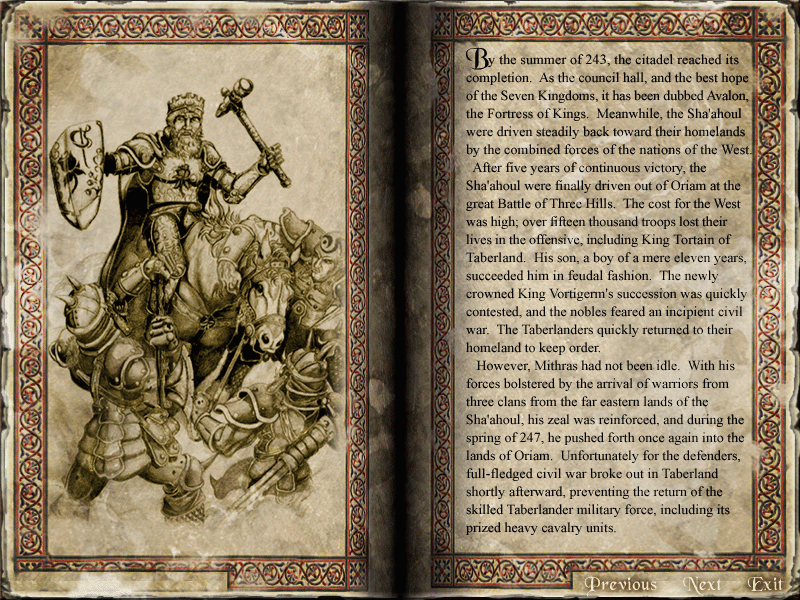 By the summer of 243, the citadel reached its
completion.  As the council hall, and the best hope
of the Seven Kingdoms, it has been dubbed Avalon,
the Fortress of Kings.  Meanwhile, the Sha'ahoul
were driven steadily back toward their homelands
by the combined forces of the nations of the West.
After five years of continuous victory, the
Sha'ahoul were finally driven out of Oriam at the
great Battle of Three Hills.  The cost for the West
was high; over fifteen thousand troops lost their
lives in the offensive, including King Tortain of
Taberland.  His son, a boy of a mere eleven years,
succeeded him in feudal fashion.  The newly
crowned King Vortigerm's succession was quickly
contested, and the nobles feared an incipient civil
war.  The Taberlanders quickly returned to their
homeland to keep order.
However, Mithras had not been idle.  With his
forces bolstered by the arrival of warriors from
three clans from the far eastern lands of the
Sha'ahoul, his zeal was reinforced, and during the
spring of 247, he pushed forth once again into the
lands of Oriam.  Unfortunately for the defenders,
full-fledged civil war broke out in Taberland
shortly afterward, preventing the return of the
skilled Taberlander military force, including its
prized heavy cavalry units.
Previous Next Exit